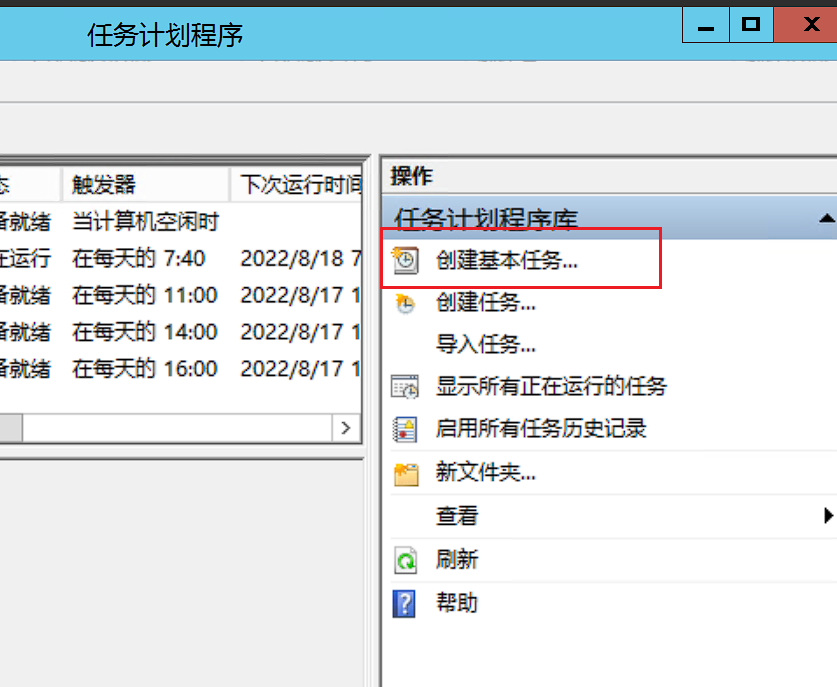 任务计划程序
触发器 下次运行时间
就绪 当计算机空闲时
运行 在每天的 7:40 2022/8/18 7
就绪 在每天的 11:00 2022/8/17 1
就绪 在每天的 14:00 2022/8/17 1
就绪 在每天的 16:00 2022/8/17 1
操作
任务计划程序库
创建基本任务...
创建任务...
导入任务...
显示所有正在运行的任务
启用所有任务历史记录
新文件夹...
查看
刷新
帮助